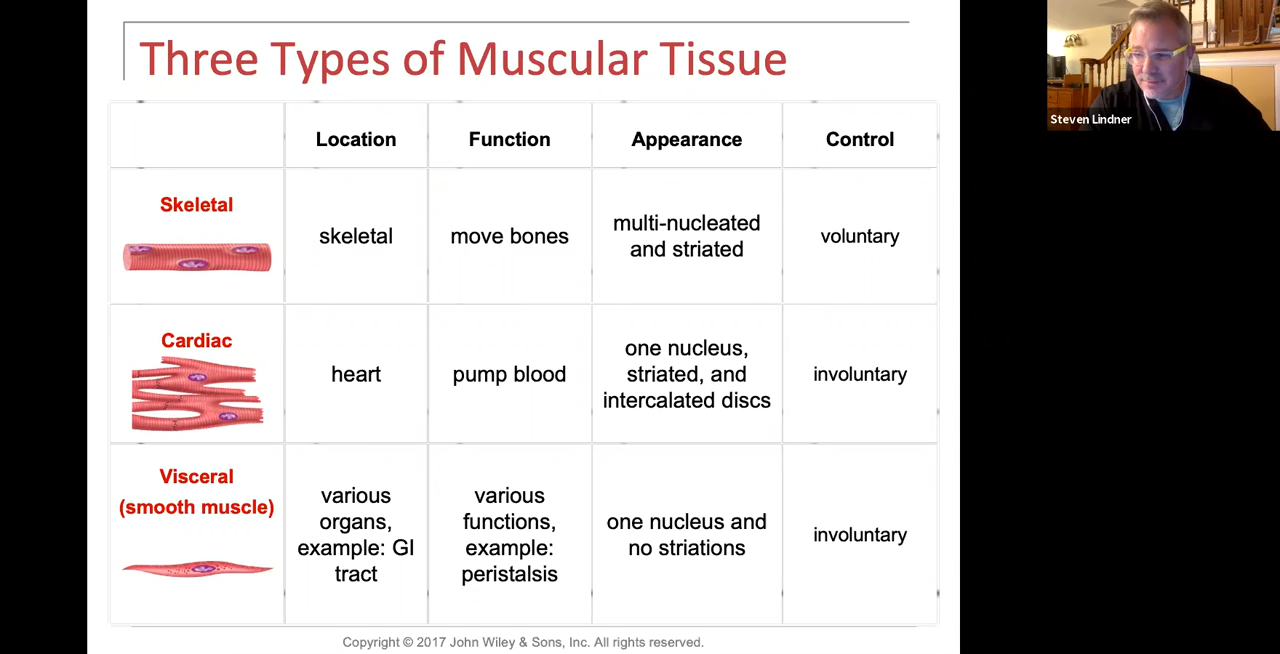 Three Types of Muscular Tissue
Location
Function
Appearance
Control
Skeletal
skeletal
move bones
multi-nucleated
and striated
voluntary
Cardiac
heart
pump blood
one nucleus,
striated, and
intercalated discs
involuntary
Visceral
(smooth muscle)
various
organs,
example: GI
tract
various
functions,
example:
peristalsis
one nucleus and
no striations
involuntary
Copyright © 2017 John Wiley & Sons, Inc. All rights reserved.
Steven Lindner